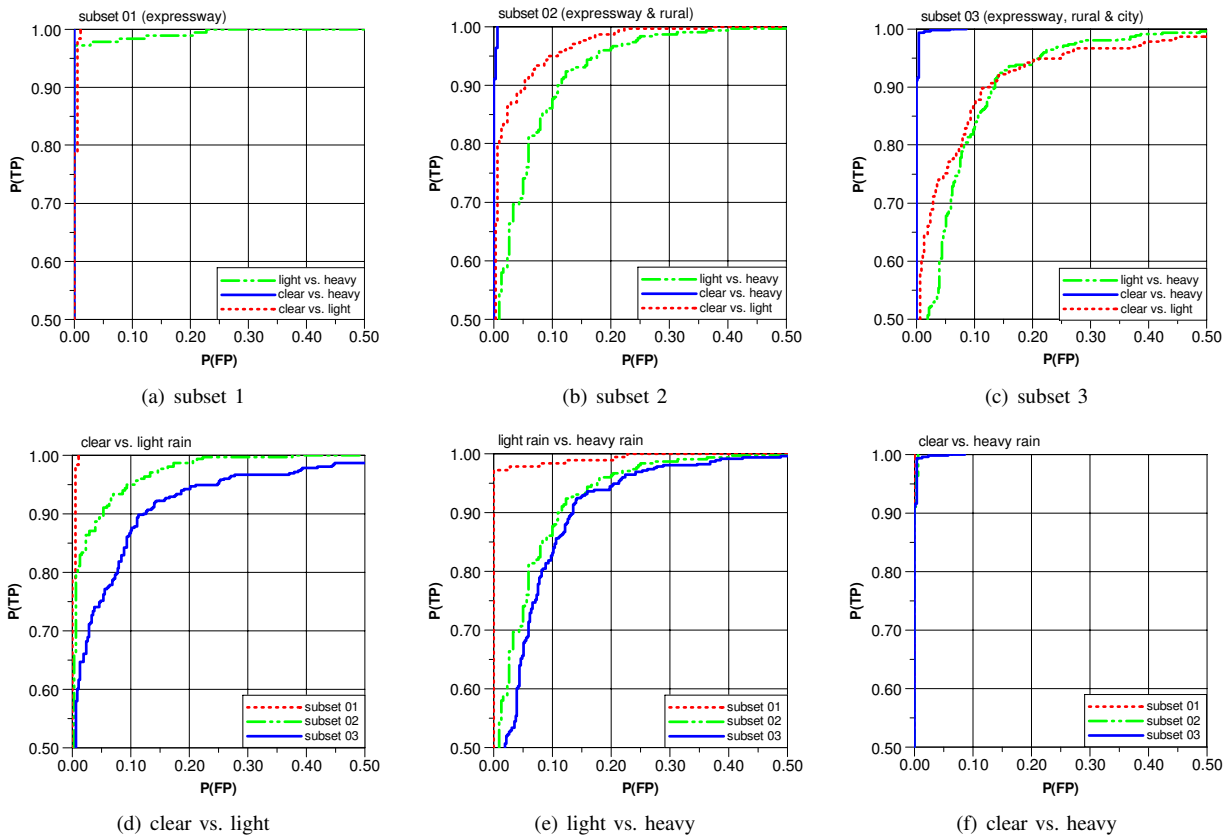 subset 01 (expressway)
1.00
0.90
0.80
0.70
0.60
0.50
P(TP)
light vs. heavy
clear vs. heavy
clear vs. light
0.00 0.10 0.20 0.30 0.40 0.50
P(FP)
(a) subset 1
subset 02 (expressway & rural)
1.00
0.90
0.80
0.70
0.60
0.50
P(TP)
light vs. heavy
clear vs. heavy
clear vs. light
0.00 0.10 0.20 0.30 0.40 0.50
P(FP)
(b) subset 2
subset 03 (expressway, rural & city)
1.00
0.90
0.80
0.70
0.60
0.50
P(TP)
light vs. heavy
clear vs. heavy
clear vs. light
0.00 0.10 0.20 0.30 0.40 0.50
P(FP)
(c) subset 3
clear vs. light rain
1.00
0.90
0.80
0.70
0.60
0.50
P(TP)
subset 01
subset 02
subset 03
0.00 0.10 0.20 0.30 0.40 0.50
P(FP)
(d) clear vs. light
light rain vs. heavy rain
1.00
0.90
0.80
0.70
0.60
0.50
P(TP)
subset 01
subset 02
subset 03
0.00 0.10 0.20 0.30 0.40 0.50
P(FP)
(e) light vs. heavy
clear vs. heavy rain
1.00
0.90
0.80
0.70
0.60
0.50
P(TP)
subset 01
subset 02
subset 03
0.00 0.10 0.20 0.30 0.40 0.50
P(FP)
(f) clear vs. heavy